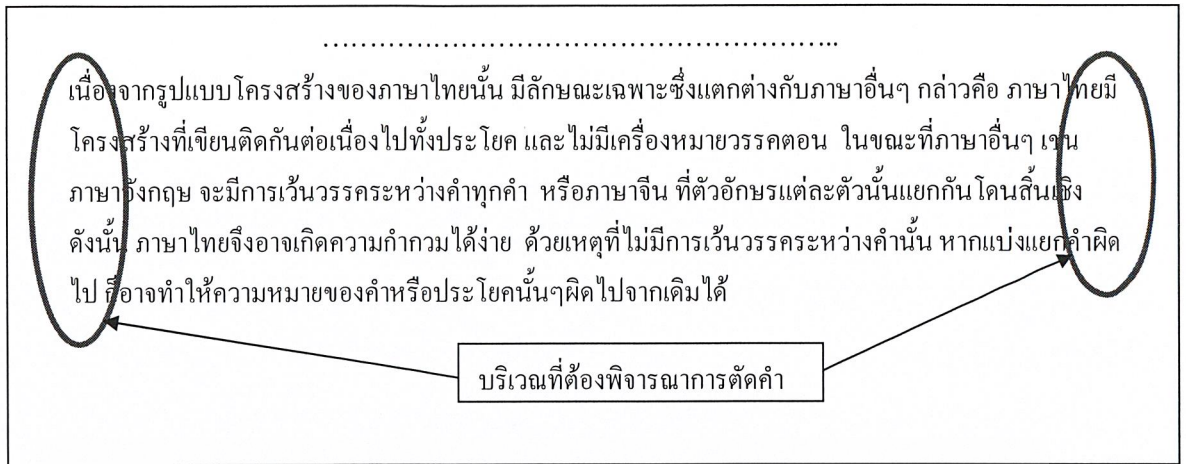 ………………………………………………...
เนื่องจากรูปแบบโครงสร้างของภาษาไทยนั้น มีลักษณะเฉพาะซึ่งแตกต่างกับภาษาอื่นๆ กล่าวคือ ภาษาไทยมี
โครงสร้างที่เขียนติดกันต่อเนื่องไปทั้งประโยค และไม่มีเครื่องหมายวรรคตอน ในขณะที่ภาษาอื่นๆ เช่น
ภาษาอังกฤษ จะมีการเว้นวรรคระหว่างคำทุกคำ หรือภาษาจีน ที่ตัวอักษรแต่ละตัวนั้นแยกกันโดนสิ้นเชิง
ดังนั้น ภาษาไทยจึงอาจเกิดความกำกวมได้ง่าย ด้วยเหตุที่ไม่มีการเว้นวรรคระหว่างคำนั้น หากแบ่งแยกคำผิด
ไป ก็อาจทำให้ความหมายของคำหรือประโยคนั้นๆผิดไปจากเดิมได้
บริเวณที่ต้องพิจารณาการตัดคำ